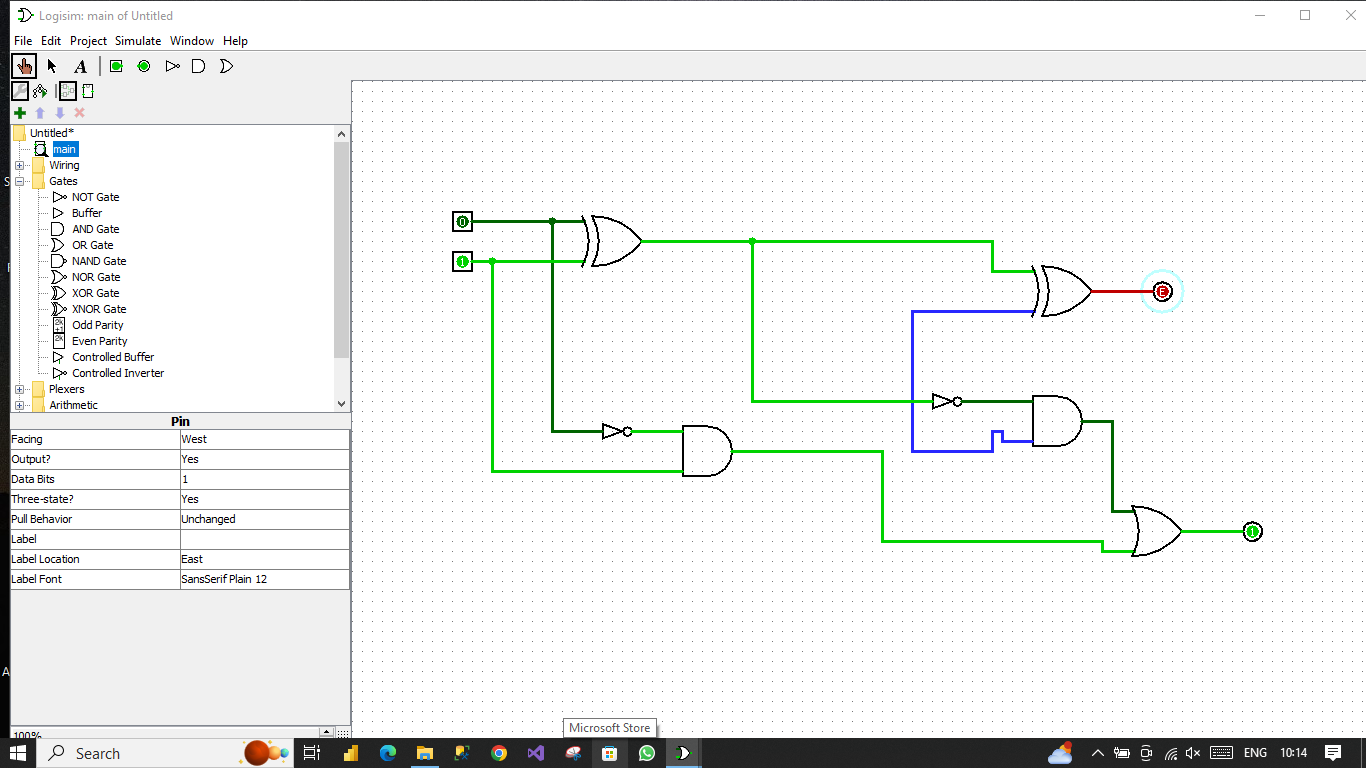 Logisim: main of Untitled
File Edit Project Simulate Window Help
A
Untitled*
main
Wiring
Gates
NOT Gate
Buffer
AND Gate
OR Gate
NAND Gate
NOR Gate
XOR Gate
XNOR Gate
Odd Parity
Even Parity
Controlled Buffer
Controlled Inverter
Plexers
Arithmetic
Pin
Facing West
Output? Yes
Data Bits 1
Three-state? Yes
Pull Behavior Unchanged
Label
Label Location East
Label Font SansSerif Plain 12
100%
0
1
E
1
Microsoft Store
Search
ENG
10:14